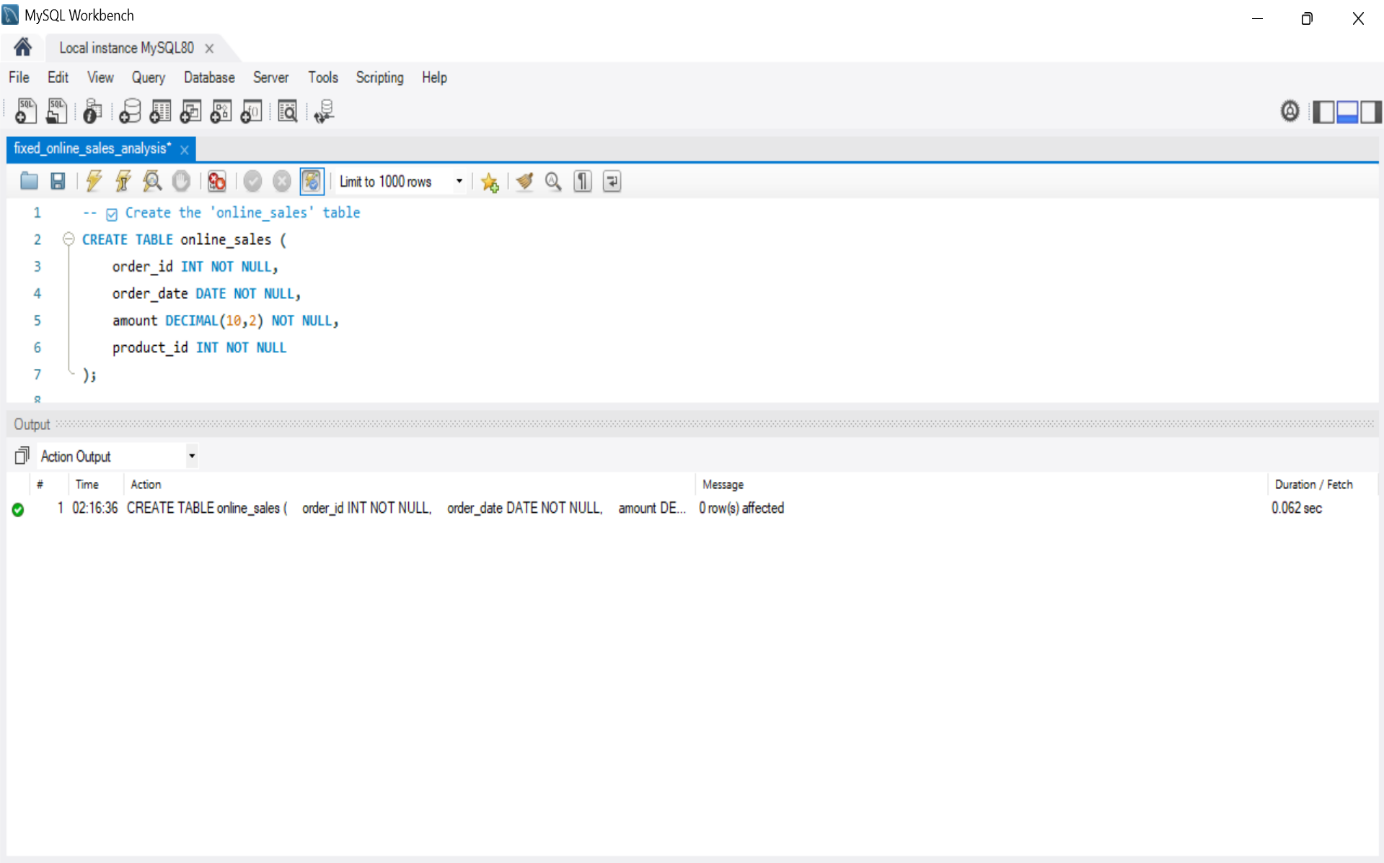 MySQL Workbench
Local instance MySQL80
File Edit View Query Database Server Tools Scripting Help
fixed_online_sales_analysis*
Limit to 1000 rows
1 -- ☑ Create the 'online_sales' table
2 CREATE TABLE online_sales (
3 order_id INT NOT NULL,
4 order_date DATE NOT NULL,
5 amount DECIMAL(10,2) NOT NULL,
6 product_id INT NOT NULL
7 );
8
Output
Action Output
# Time Action Message Duration / Fetch
1 02:16:36 CREATE TABLE online_sales ( order_id INT NOT NULL, order_date DATE NOT NULL, amount DE... 0 row(s) affected 0.062 sec